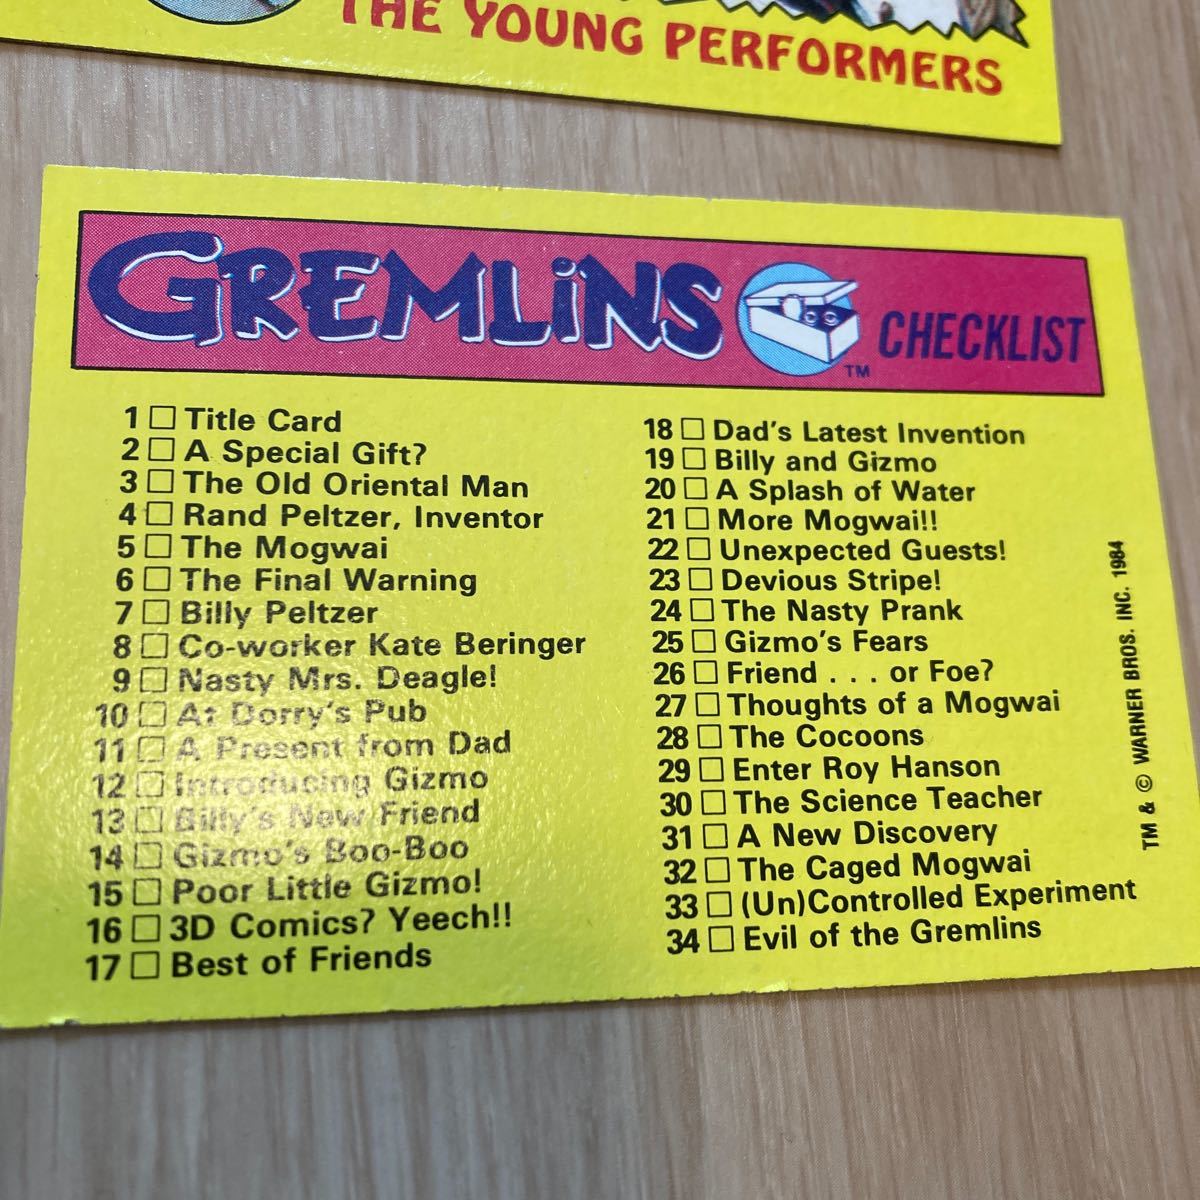 THE YOUNG PERFORMERS
GREMLiNS
TM
CHECKLIST
1 □ Title Card
2 □ A Special Gift?
3 □ The Old Oriental Man
4 □ Rand Peltzer, Inventor
5 □ The Mogwai
6 □ The Final Warning
7 □ Billy Peltzer
8 □ Co-worker Kate Beringer
9 □ Nasty Mrs. Deagle!
10 □ At Dorry's Pub
11 □ A Present from Dad
12 □ Introducing Gizmo
13 □ Billy's New Friend
14 □ Gizmo's Boo-Boo
15 □ Poor Little Gizmo!
16 □ 3D Comics? Yeech!!
17 □ Best of Friends
18 □ Dad's Latest Invention
19 □ Billy and Gizmo
20 □ A Splash of Water
21 □ More Mogwai!!
22 □ Unexpected Guests!
23 □ Devious Stripe!
24 □ The Nasty Prank
25 □ Gizmo's Fears
26 □ Friend . . . or Foe?
27 □ Thoughts of a Mogwai
28 □ The Cocoons
29 □ Enter Roy Hanson
30 □ The Science Teacher
31 □ A New Discovery
32 □ The Caged Mogwai
33 □ (Un)Controlled Experiment
34 □ Evil of the Gremlins
TM & © WARNER BROS. INC. 1984